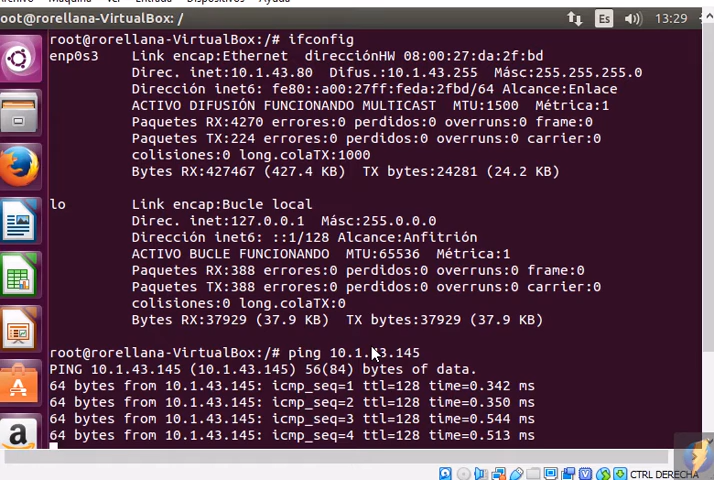 Archivo Máquina Ver Entrada Dispositivos Ayuda
root@rorellana-VirtualBox: /
Es
13:29
root@rorellana-VirtualBox:/# ifconfig
enp0s3 Link encap:Ethernet direcciónHW 08:00:27:da:2f:bd
Direc. inet:10.1.43.80 Difus.:10.1.43.255 Másc:255.255.255.0
Dirección inet6: fe80::a00:27ff:feda:2fbd/64 Alcance:Enlace
ACTIVO DIFUSIÓN FUNCIONANDO MULTICAST MTU:1500 Métrica:1
Paquetes RX:4270 errores:0 perdidos:0 overruns:0 frame:0
Paquetes TX:224 errores:0 perdidos:0 overruns:0 carrier:0
colisiones:0 long.colaTX:1000
Bytes RX:427467 (427.4 KB) TX bytes:24281 (24.2 KB)
lo Link encap:Bucle local
Direc. inet:127.0.0.1 Másc:255.0.0.0
Dirección inet6: ::1/128 Alcance:Anfitrión
ACTIVO BUCLE FUNCIONANDO MTU:65536 Métrica:1
Paquetes RX:388 errores:0 perdidos:0 overruns:0 frame:0
Paquetes TX:388 errores:0 perdidos:0 overruns:0 carrier:0
colisiones:0 long.colaTX:0
Bytes RX:37929 (37.9 KB) TX bytes:37929 (37.9 KB)
root@rorellana-VirtualBox:/# ping 10.1.43.145
PING 10.1.43.145 (10.1.43.145) 56(84) bytes of data.
64 bytes from 10.1.43.145: icmp_seq=1 ttl=128 time=0.342 ms
64 bytes from 10.1.43.145: icmp_seq=2 ttl=128 time=0.350 ms
64 bytes from 10.1.43.145: icmp_seq=3 ttl=128 time=0.544 ms
64 bytes from 10.1.43.145: icmp_seq=4 ttl=128 time=0.513 ms
CTRL DERECHA